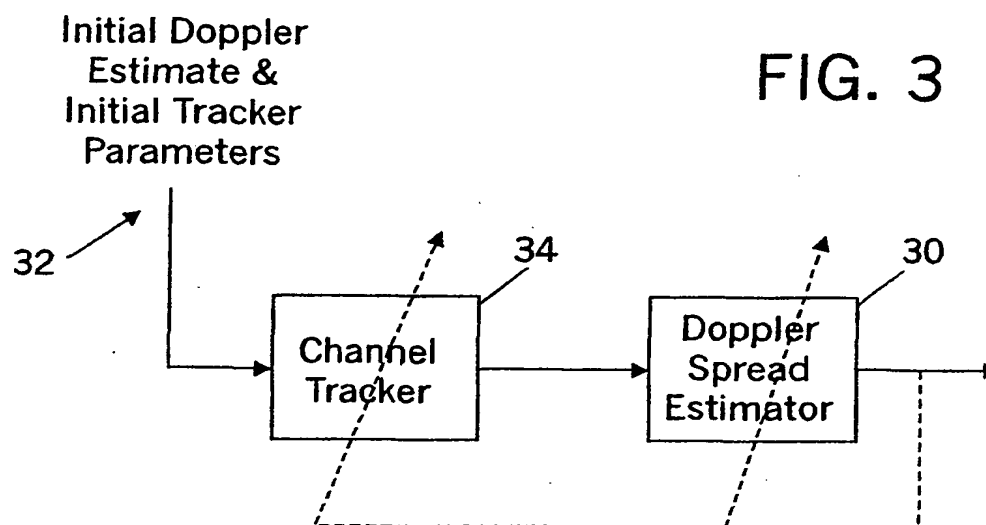 Initial Doppler
Estimate &
Initial Tracker
Parameters
FIG. 3
32
34
30
Channel
Tracker
Doppler
Spread
Estimator